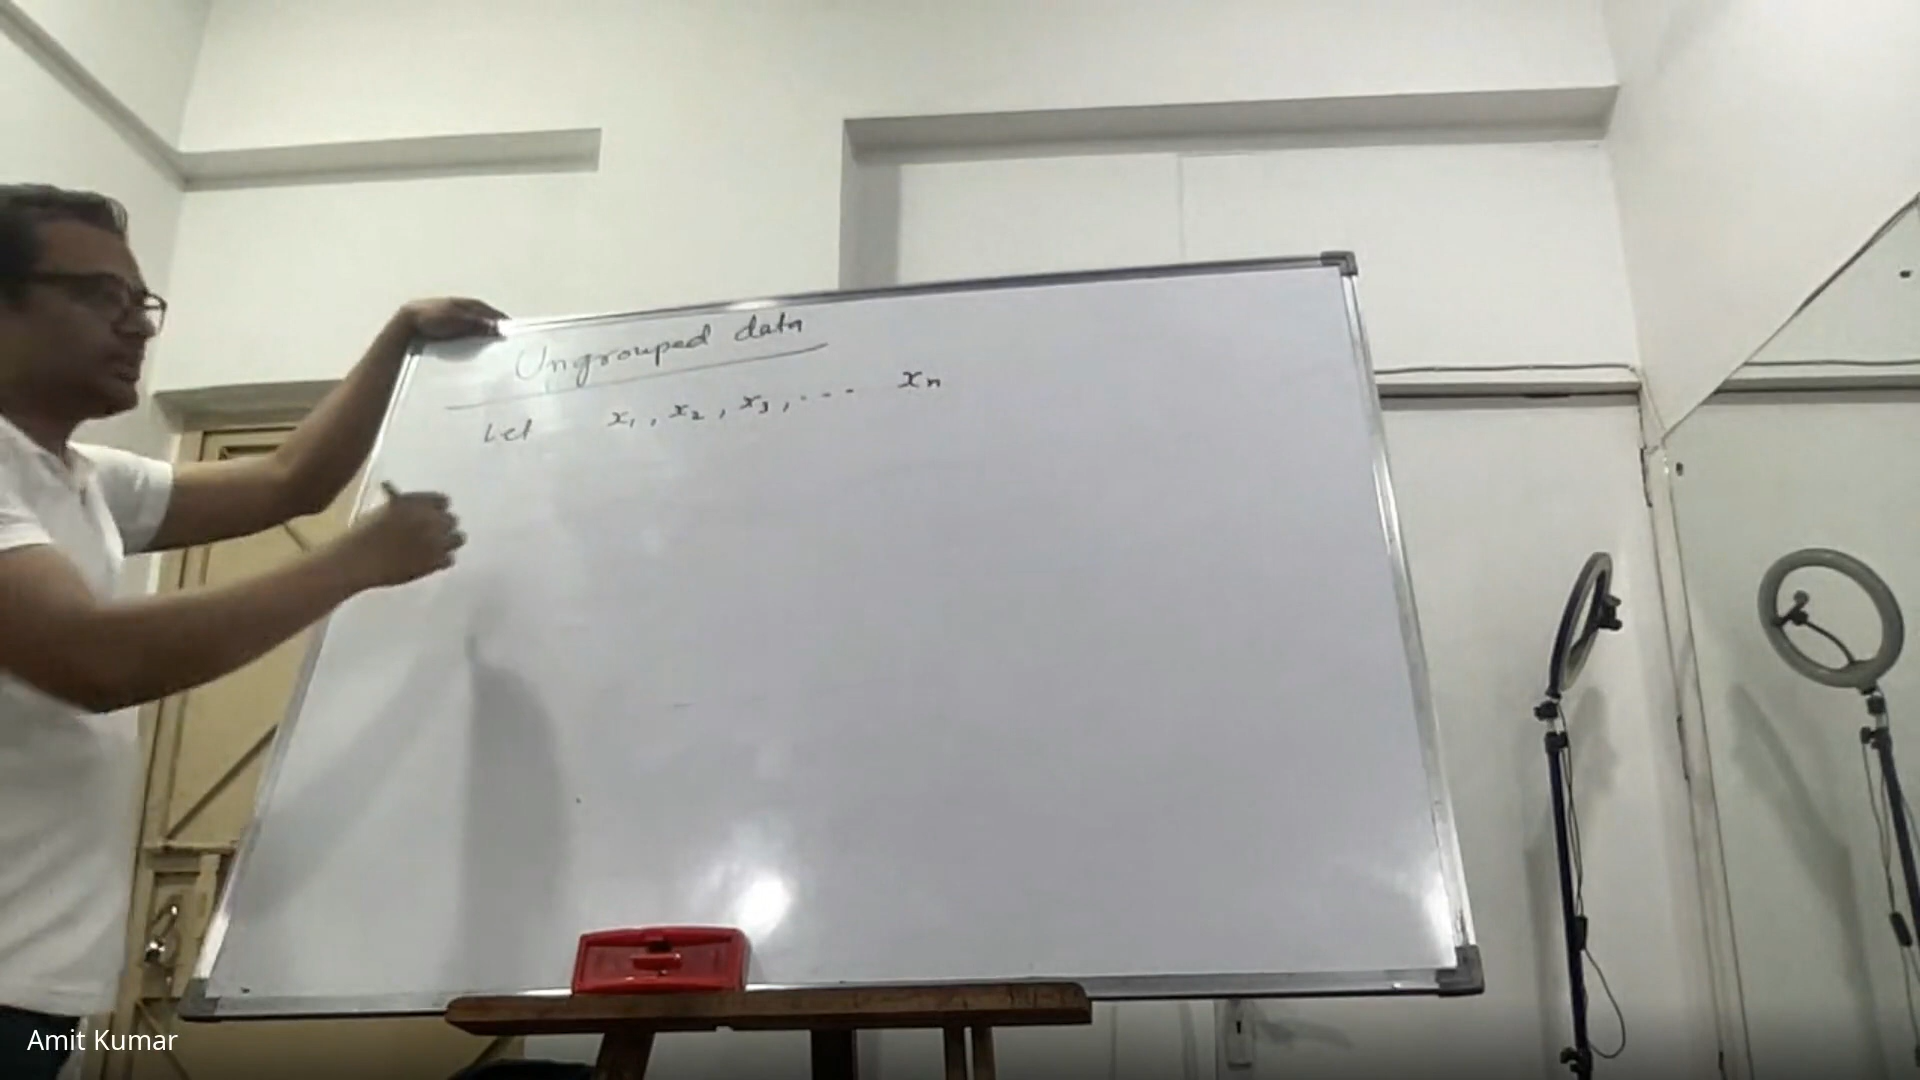 Ungrouped data
Let x₁, x₂, x₃, ... xₙ
Amit Kumar